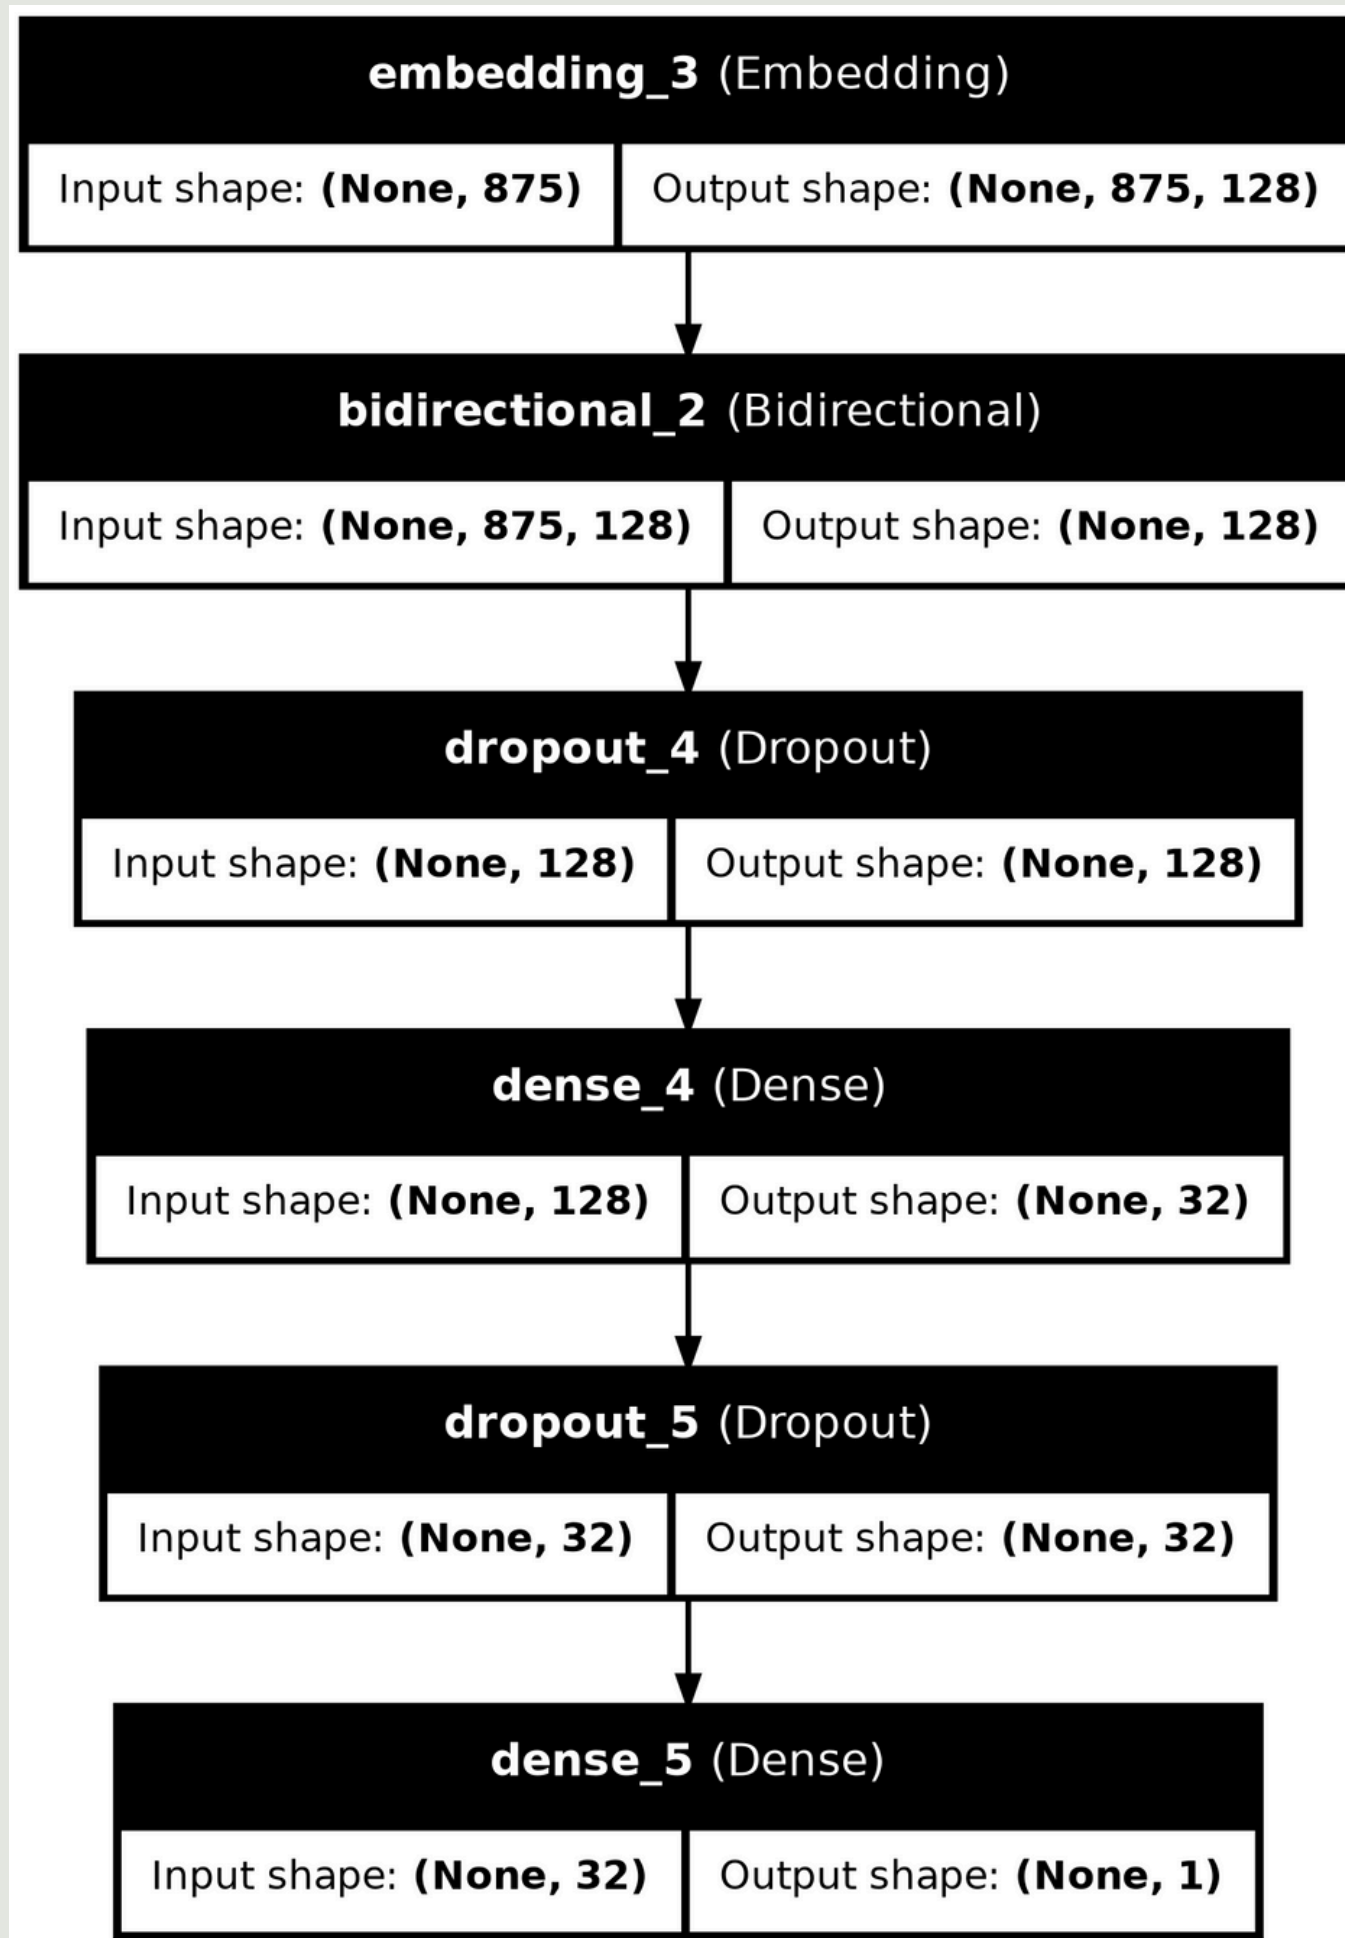 embedding_3 (Embedding)
Input shape: (None, 875) Output shape: (None, 875, 128)
bidirectional_2 (Bidirectional)
Input shape: (None, 875, 128) Output shape: (None, 128)
dropout_4 (Dropout)
Input shape: (None, 128) Output shape: (None, 128)
dense_4 (Dense)
Input shape: (None, 128) Output shape: (None, 32)
dropout_5 (Dropout)
Input shape: (None, 32) Output shape: (None, 32)
dense_5 (Dense)
Input shape: (None, 32) Output shape: (None, 1)